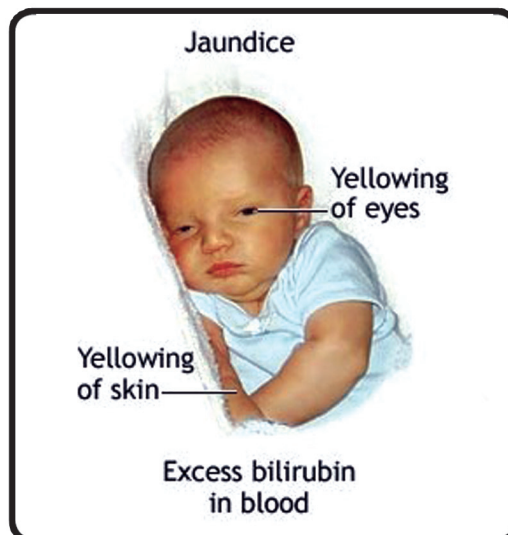 Jaundice
Yellowing
of eyes
Yellowing
of skin
Excess bilirubin
in blood